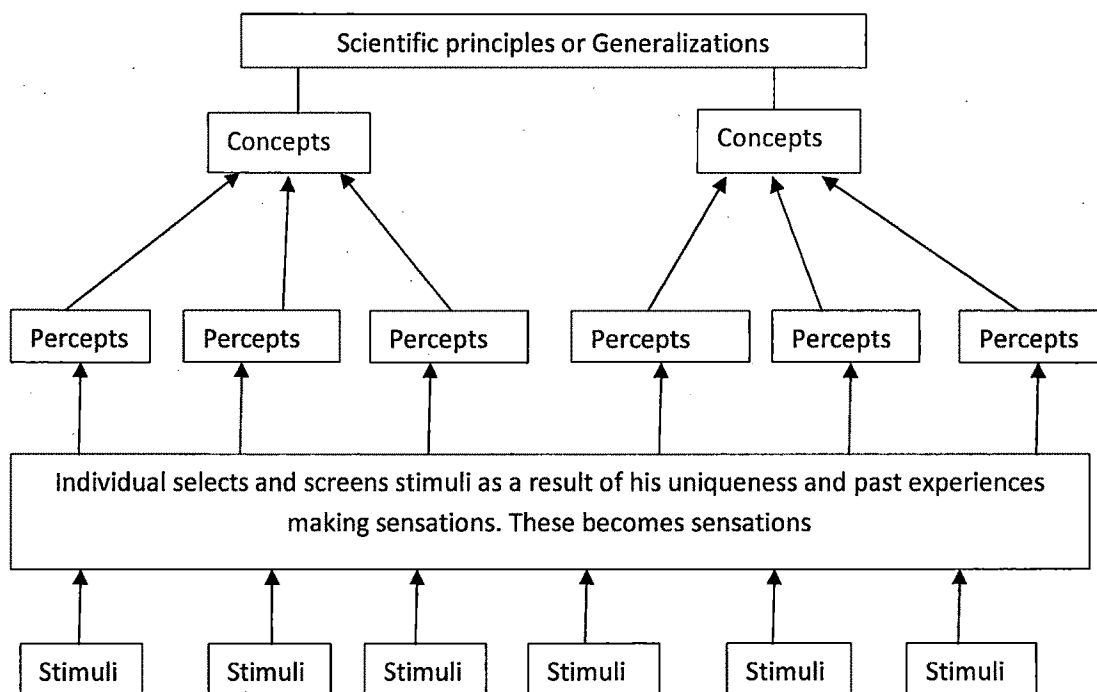 Scientific principles or Generalizations
Concepts
Concepts
Percepts
Percepts
Percepts
Percepts
Percepts
Percepts
Individual selects and screens stimuli as a result of his uniqueness and past experiences
making sensations. These becomes sensations
Stimuli
Stimuli
Stimuli
Stimuli
Stimuli
Stimuli